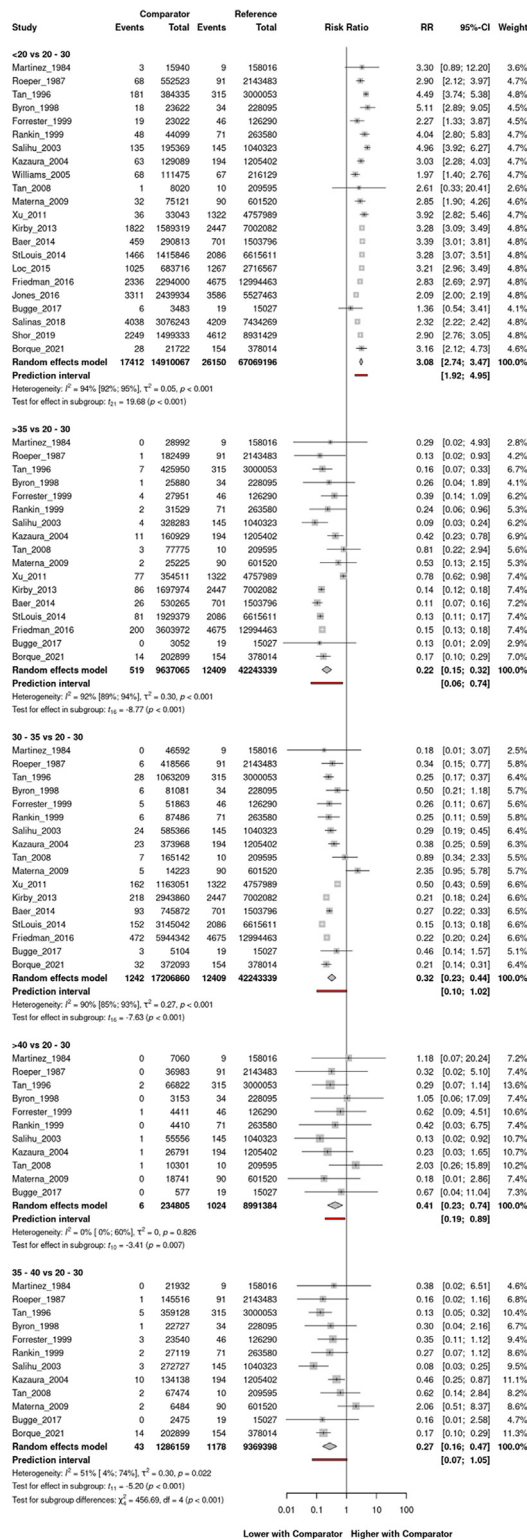 Comparator Reference
Study Events Total Events Total Risk Ratio RR 95%-CI Weight
<20 vs 20 - 30
Martinez_1984 3 15940 9 158016 3.30 [0.89; 12.20] 3.6%
Roeper_1987 68 552523 91 2143483 2.90 [2.12; 3.97] 4.7%
Tan_1996 181 384335 315 3000053 4.49 [3.74; 5.38] 4.8%
Byron_1998 18 23622 34 228095 5.11 [2.89; 9.05] 4.5%
Forrester_1999 19 23022 46 126290 2.27 [1.33; 3.87] 4.5%
Rankin_1999 48 44099 71 263580 4.04 [2.80; 5.83] 4.7%
Salihu_2003 135 195369 145 1040323 4.96 [3.92; 6.27] 4.7%
Kazaura_2004 63 129089 194 1205402 3.03 [2.28; 4.03] 4.7%
Williams_2005 68 111475 67 216129 1.97 [1.40; 2.76] 4.7%
Tan_2008 1 8020 10 209595 2.61 [0.33; 20.41] 2.4%
Materna_2009 32 75121 90 601520 2.85 [1.90; 4.26] 4.7%
Xu_2011 36 33043 1322 4757989 3.92 [2.82; 5.46] 4.7%
Kirby_2013 1822 1589319 2447 7002082 3.28 [3.09; 3.49] 4.8%
Baer_2014 459 290813 701 1503796 3.39 [3.01; 3.81] 4.8%
StLouis_2014 1466 1415846 2086 6615611 3.28 [3.07; 3.51] 4.8%
Loc_2015 1025 683716 1267 2716567 3.21 [2.96; 3.49] 4.8%
Friedman_2016 2336 2294000 4675 12994463 2.83 [2.69; 2.97] 4.8%
Jones_2016 3311 2439934 3586 5527463 2.09 [2.00; 2.19] 4.8%
Bugge_2017 6 3483 19 15027 1.36 [0.54; 3.41] 4.1%
Salinas_2018 4038 3076243 4209 7434269 2.32 [2.22; 2.42] 4.8%
Shor_2019 2249 1499333 4612 8931429 2.90 [2.76; 3.05] 4.8%
Borque_2021 28 21722 154 378014 3.16 [2.12; 4.73] 4.7%
Random effects model 17412 14910067 26150 67069196 3.08 [2.74; 3.47] 100.0%
Prediction interval [1.92; 4.95]
Heterogeneity: I² = 94% [92%; 95%], τ² = 0.05, p < 0.001
Test for effect in subgroup: t₂₁ = 19.68 (p < 0.001)
>35 vs 20 - 30
Martinez_1984 0 28992 9 158016 0.29 [0.02; 4.93] 2.8%
Roeper_1987 1 182499 91 2143483 0.13 [0.02; 0.93] 4.2%
Tan_1996 7 425950 315 3000053 0.16 [0.07; 0.33] 6.6%
Byron_1998 1 25880 34 228095 0.26 [0.04; 1.89] 4.1%
Forrester_1999 4 27951 46 126290 0.39 [0.14; 1.09] 6.1%
Rankin_1999 2 31529 71 263580 0.24 [0.06; 0.96] 5.3%
Salihu_2003 4 328283 145 1040323 0.09 [0.03; 0.24] 6.1%
Kazaura_2004 11 160929 194 1205402 0.42 [0.23; 0.78] 6.9%
Tan_2008 3 77775 10 209595 0.81 [0.22; 2.94] 5.5%
Materna_2009 2 25225 90 601520 0.53 [0.13; 2.15] 5.3%
Xu_2011 77 354511 1322 4757989 0.78 [0.62; 0.98] 7.4%
Kirby_2013 86 1697974 2447 7002082 0.14 [0.12; 0.18] 7.4%
Baer_2014 26 530265 701 1503796 0.11 [0.07; 0.16] 7.2%
StLouis_2014 81 1929379 2086 6615611 0.13 [0.11; 0.17] 7.4%
Friedman_2016 200 3603972 4675 12994463 0.15 [0.13; 0.18] 7.4%
Bugge_2017 0 3052 19 15027 0.13 [0.01; 2.09] 2.9%
Borque_2021 14 202899 154 378014 0.17 [0.10; 0.29] 7.0%
Random effects model 519 9637065 12409 42243339 0.22 [0.15; 0.32] 100.0%
Prediction interval [0.06; 0.74]
Heterogeneity: I² = 92% [89%; 94%], τ² = 0.30, p < 0.001
Test for effect in subgroup: t₁₆ = -8.77 (p < 0.001)
30 - 35 vs 20 - 30
Martinez_1984 0 46592 9 158016 0.18 [0.01; 3.07] 2.5%
Roeper_1987 6 418566 91 2143483 0.34 [0.15; 0.77] 5.8%
Tan_1996 28 1063209 315 3000053 0.25 [0.17; 0.37] 6.9%
Byron_1998 6 81081 34 228095 0.50 [0.21; 1.18] 5.7%
Forrester_1999 5 51863 46 126290 0.26 [0.11; 0.67] 5.5%
Rankin_1999 6 87486 71 263580 0.25 [0.11; 0.59] 5.8%
Salihu_2003 24 585366 145 1040323 0.29 [0.19; 0.45] 6.8%
Kazaura_2004 23 373968 194 1205402 0.38 [0.25; 0.59] 6.8%
Tan_2008 7 165142 10 209595 0.89 [0.34; 2.33] 5.4%
Materna_2009 5 14223 90 601520 2.35 [0.95; 5.78] 5.6%
Xu_2011 162 1163051 1322 4757989 0.50 [0.43; 0.59] 7.2%
Kirby_2013 218 2943860 2447 7002082 0.21 [0.18; 0.24] 7.2%
Baer_2014 93 745872 701 1503796 0.27 [0.22; 0.33] 7.1%
StLouis_2014 152 3145042 2086 6615611 0.15 [0.13; 0.18] 7.2%
Friedman_2016 472 5944342 4675 12994463 0.22 [0.20; 0.24] 7.2%
Bugge_2017 3 5104 19 15027 0.46 [0.14; 1.57] 5.1%
Borque_2021 32 372093 154 378014 0.21 [0.14; 0.31] 6.9%
Random effects model 1242 17206860 12409 42243339 0.32 [0.23; 0.44] 100.0%
Prediction interval [0.10; 1.02]
Heterogeneity: I² = 90% [85%; 93%], τ² = 0.27, p < 0.001
Test for effect in subgroup: t₁₆ = -7.63 (p < 0.001)
>40 vs 20 - 30
Martinez_1984 0 7060 9 158016 1.18 [0.07; 20.24] 7.2%
Roeper_1987 0 36983 91 2143483 0.32 [0.02; 5.10] 7.4%
Tan_1996 2 66822 315 3000053 0.29 [0.07; 1.14] 13.6%
Byron_1998 0 3153 34 228095 1.05 [0.06; 17.09] 7.4%
Forrester_1999 1 4411 46 126290 0.62 [0.09; 4.51] 9.6%
Rankin_1999 0 4410 71 263580 0.42 [0.03; 6.75] 7.4%
Salihu_2003 1 55556 145 1040323 0.13 [0.02; 0.92] 9.7%
Kazaura_2004 1 26791 194 1205402 0.23 [0.03; 1.65] 9.7%
Tan_2008 1 10301 10 209595 2.03 [0.26; 15.89] 9.4%
Materna_2009 0 18741 90 601520 0.18 [0.01; 2.86] 7.4%
Bugge_2017 0 577 19 15027 0.67 [0.04; 11.04] 7.3%
Random effects model 6 234805 1024 8991384 0.41 [0.23; 0.74] 100.0%
Prediction interval [0.19; 0.89]
Heterogeneity: I² = 0% [ 0%; 60%], τ² = 0, p = 0.826
Test for effect in subgroup: t₁₀ = -3.41 (p = 0.007)
35 - 40 vs 20 - 30
Martinez_1984 0 21932 9 158016 0.38 [0.02; 6.51] 4.6%
Roeper_1987 1 145516 91 2143483 0.16 [0.02; 1.16] 6.8%
Tan_1996 5 359128 315 3000053 0.13 [0.05; 0.32] 10.4%
Byron_1998 1 22727 34 228095 0.30 [0.04; 2.16] 6.7%
Forrester_1999 3 23540 46 126290 0.35 [0.11; 1.12] 9.4%
Rankin_1999 2 27119 71 263580 0.27 [0.07; 1.12] 8.6%
Salihu_2003 3 272727 145 1040323 0.08 [0.03; 0.25] 9.5%
Kazaura_2004 10 134138 194 1205402 0.46 [0.25; 0.87] 11.1%
Tan_2008 2 67474 10 209595 0.62 [0.14; 2.84] 8.2%
Materna_2009 2 6484 90 601520 2.06 [0.51; 8.37] 8.6%
Bugge_2017 0 2475 19 15027 0.16 [0.01; 2.58] 4.7%
Borque_2021 14 202899 154 378014 0.17 [0.10; 0.29] 11.3%
Random effects model 43 1286159 1178 9369398 0.27 [0.16; 0.47] 100.0%
Prediction interval [0.07; 1.05]
Heterogeneity: I² = 51% [ 4%; 74%], τ² = 0.30, p = 0.022
Test for effect in subgroup: t₁₁ = -5.20 (p < 0.001)
Test for subgroup differences: χ²₄ = 456.69, df = 4 (p < 0.001)
0.01 0.1 1 10 100
Lower with Comparator Higher with Comparator